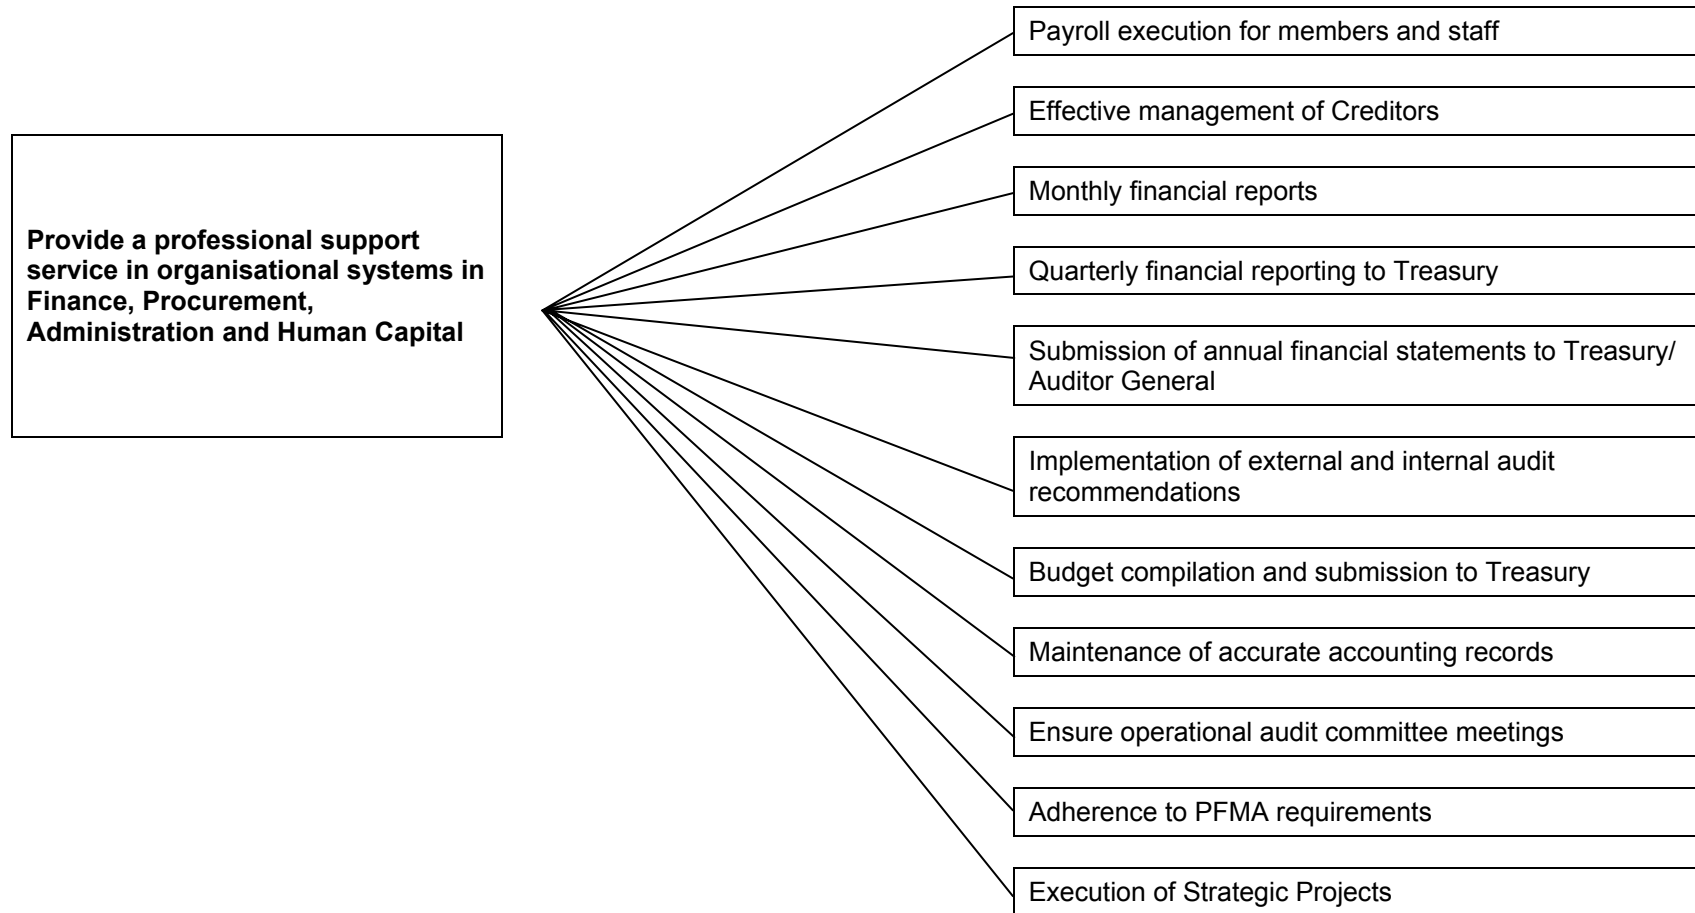 Provide a professional support
service in organisational systems in
Finance, Procurement,
Administration and Human Capital
Payroll execution for members and staff
Effective management of Creditors
Monthly financial reports
Quarterly financial reporting to Treasury
Submission of annual financial statements to Treasury/
Auditor General
Implementation of external and internal audit
recommendations
Budget compilation and submission to Treasury
Maintenance of accurate accounting records
Ensure operational audit committee meetings
Adherence to PFMA requirements
Execution of Strategic Projects